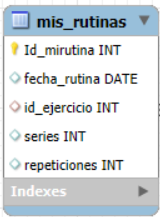 mis_rutinas
Id_mirutina INT
fecha_rutina DATE
id_ejercicio INT
series INT
repeticiones INT
Indexes